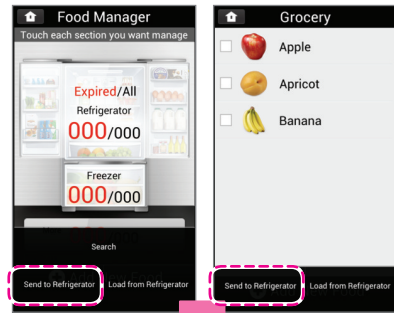 Food Manager
Touch each section you want manage
Expired/All
Refrigerator
000/000
Freezer
000/000
Search
Send to Refrigerator
Load from Refrigerator
Grocery
Apple
Apricot
Banana
Send to Refrigerator
Load from Refrigerator